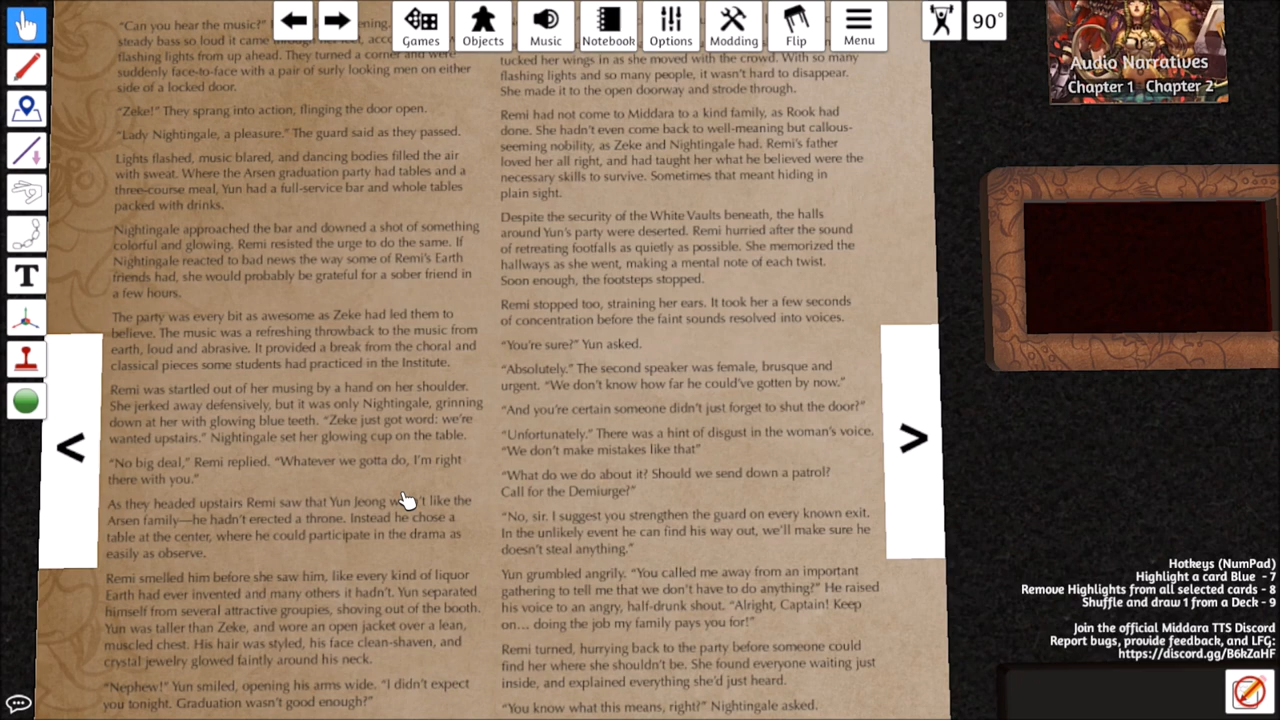 Games
Objects
Music
Notebook
Options
Modding
Flip
Menu
90°
T
Audio Narratives
Chapter 1 Chapter 2
“Can you hear the music?”
steady bass so loud it came
flashing lights from up ahead. They turned a corner and were
suddenly face-to-face with a pair of surly looking men on either
side of a locked door.
“Zeke!” They sprang into action, flinging the door open.
“Lady Nightingale, a pleasure.” The guard said as they passed.
Lights flashed, music blared, and dancing bodies filled the air
with sweat. Where the Arsen graduation party had tables and a
three-course meal, Yun had a full-service bar and whole tables
packed with drinks.
Nightingale approached the bar and downed a shot of something
colorful and glowing. Remi resisted the urge to do the same. If
Nightingale reacted to bad news the way some of Remi’s Earth
friends had, she would probably be grateful for a sober friend in
a few hours.
The party was every bit as awesome as Zeke had led them to
believe. The music was a refreshing throwback to the music from
earth, loud and abrasive. It provided a break from the choral and
classical pieces some students had practiced in the Institute.
Remi was startled out of her musing by a hand on her shoulder.
She jerked away defensively, but it was only Nightingale, grinning
down at her with glowing blue teeth. “Zeke just got word: we’re
wanted upstairs.” Nightingale set her glowing cup on the table.
“No big deal,” Remi replied. “Whatever we gotta do, I’m right
there with you.”
As they headed upstairs Remi saw that Yun Jeong like the
Arsen family—he hadn’t erected a throne. Instead he chose a
table at the center, where he could participate in the drama as
easily as observe.
Remi smelled him before she saw him, like every kind of liquor
Earth had ever invented and many others it hadn’t. Yun separated
himself from several attractive groupies, shoving out of the booth.
Yun was taller than Zeke, and wore an open jacket over a lean,
muscled chest. His hair was styled, his face clean-shaven, and
crystal jewelry glowed faintly around his neck.
“Nephew!” Yun smiled, opening his arms wide. “I didn’t expect
you tonight. Graduation wasn’t good enough?”
tucked her wings in as she moved with the crowd. With so many
flashing lights and so many people, it wasn’t hard to disappear.
She made it to the open doorway and strode through.
Remi had not come to Middara to a kind family, as Rook had
done. She hadn’t even come back to well-meaning but callous-
seeming nobility, as Zeke and Nightingale had. Remi’s father
loved her all right, and had taught her what he believed were the
necessary skills to survive. Sometimes that meant hiding in
plain sight.
Despite the security of the White Vaults beneath, the halls
around Yun’s party were deserted. Remi hurried after the sound
of retreating footfalls as quietly as possible. She memorized the
hallways as she went, making a mental note of each twist.
Soon enough, the footsteps stopped.
Remi stopped too, straining her ears. It took her a few seconds
of concentration before the faint sounds resolved into voices.
“You’re sure?” Yun asked.
“Absolutely.” The second speaker was female, brusque and
urgent. “We don’t know how far he could’ve gotten by now.”
“And you’re certain someone didn’t just forget to shut the door?”
“Unfortunately.” There was a hint of disgust in the woman’s voice.
“We don’t make mistakes like that”
“What do we do about it? Should we send down a patrol?
Call for the Demiurge?”
“No, sir. I suggest you strengthen the guard on every known exit.
In the unlikely event he can find his way out, we’ll make sure he
doesn’t steal anything.”
Yun grumbled angrily. “You called me away from an important
gathering to tell me that we don’t have to do anything?” He raised
his voice to an angry, half-drunk shout. “Alright, Captain! Keep
on… doing the job my family pays you for!”
Remi turned, hurrying back to the party before someone could
find her where she shouldn’t be. She found everyone waiting just
inside, and explained everything she’d just heard.
“You know what this means, right?” Nightingale asked.
<
>
Hotkeys (NumPad)
Highlight a card Blue - 7
Remove Highlights from all selected cards - 8
Shuffle and draw 1 from a Deck - 9
Join the official Middara TTS Discord
Report bugs, provide feedback, and LFG:
https://discord.gg/B6kZaHF